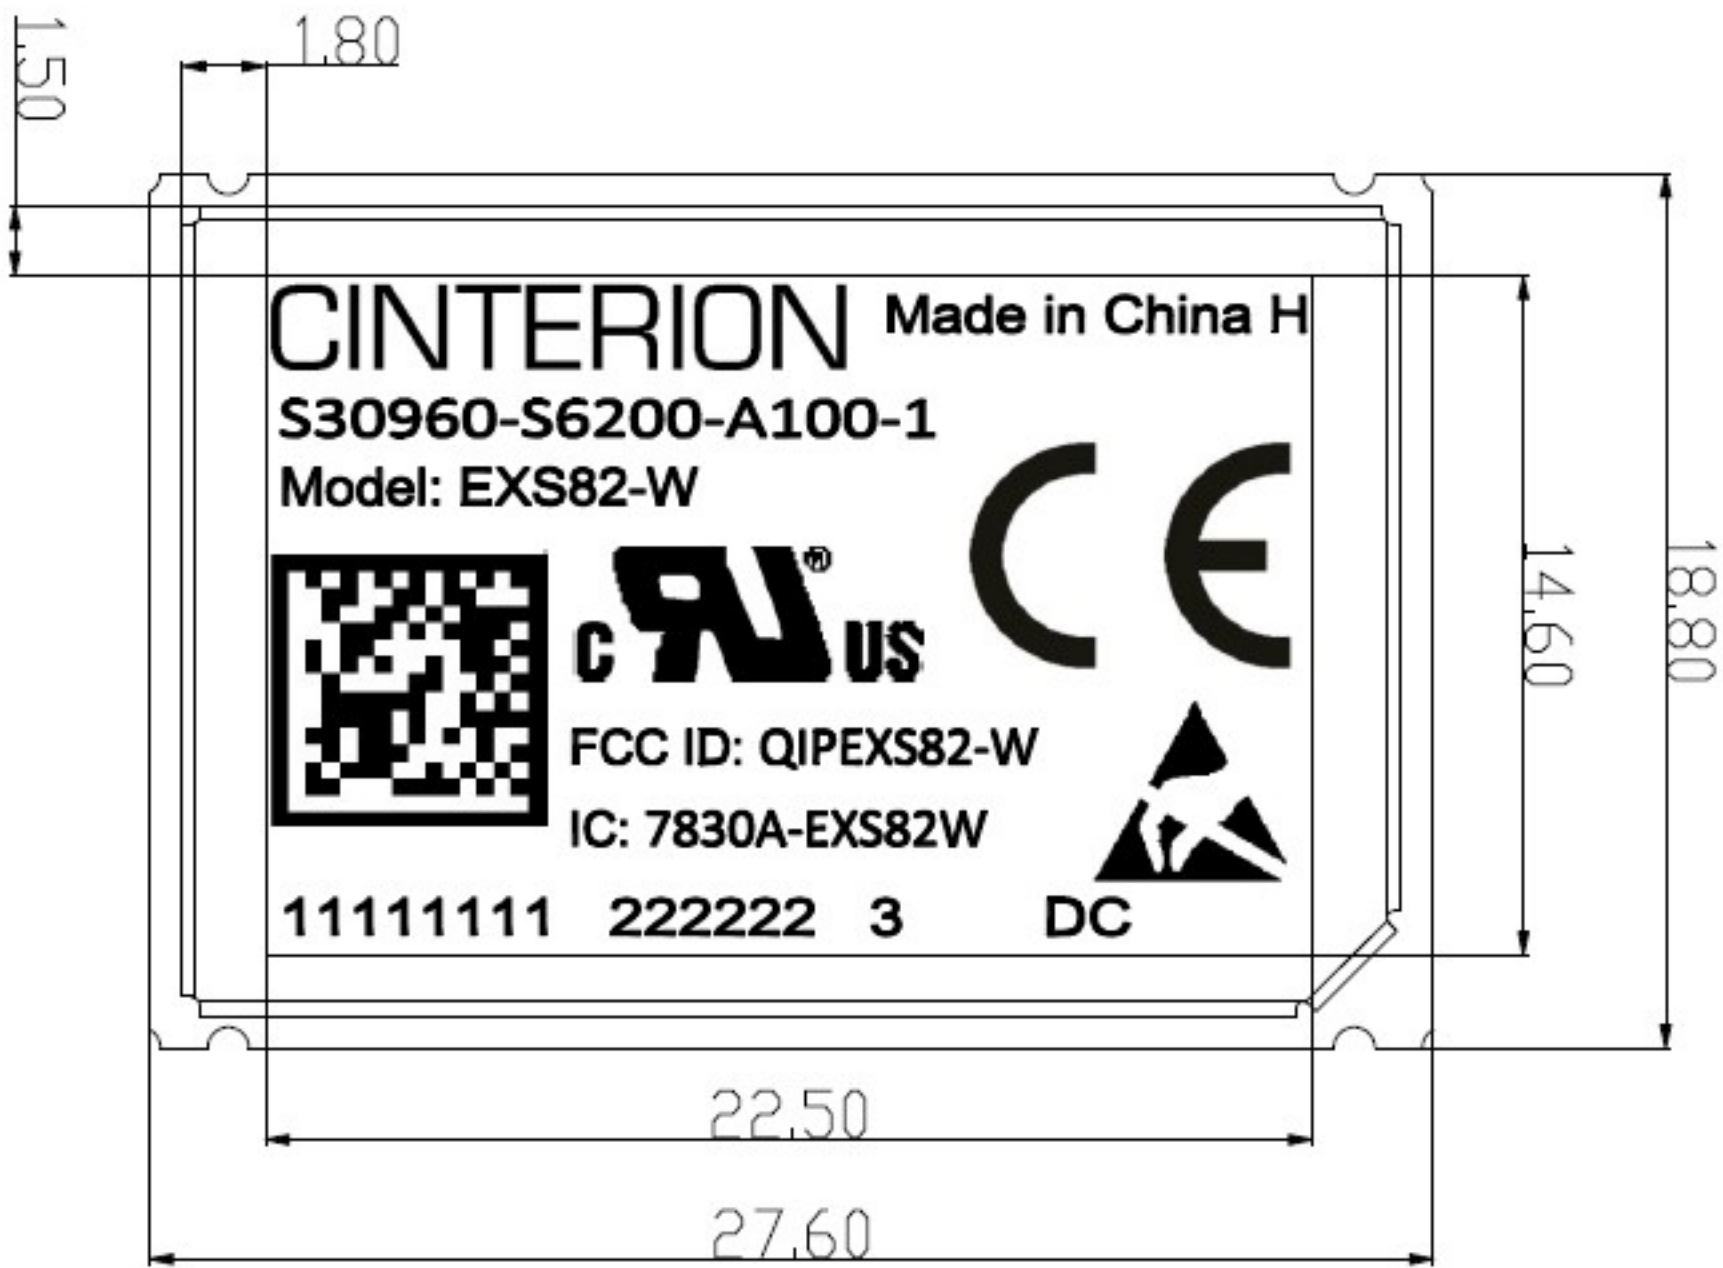 1.50
1.80
CINTERION Made in China H
S30960-S6200-A100-1
Model: EXS82-W
CE
C RU® US
FCC ID: QIPEXS82-W
IC: 7830A-EXS82W
11111111 222222 3 DC
14.60
18.80
22.50
27.60